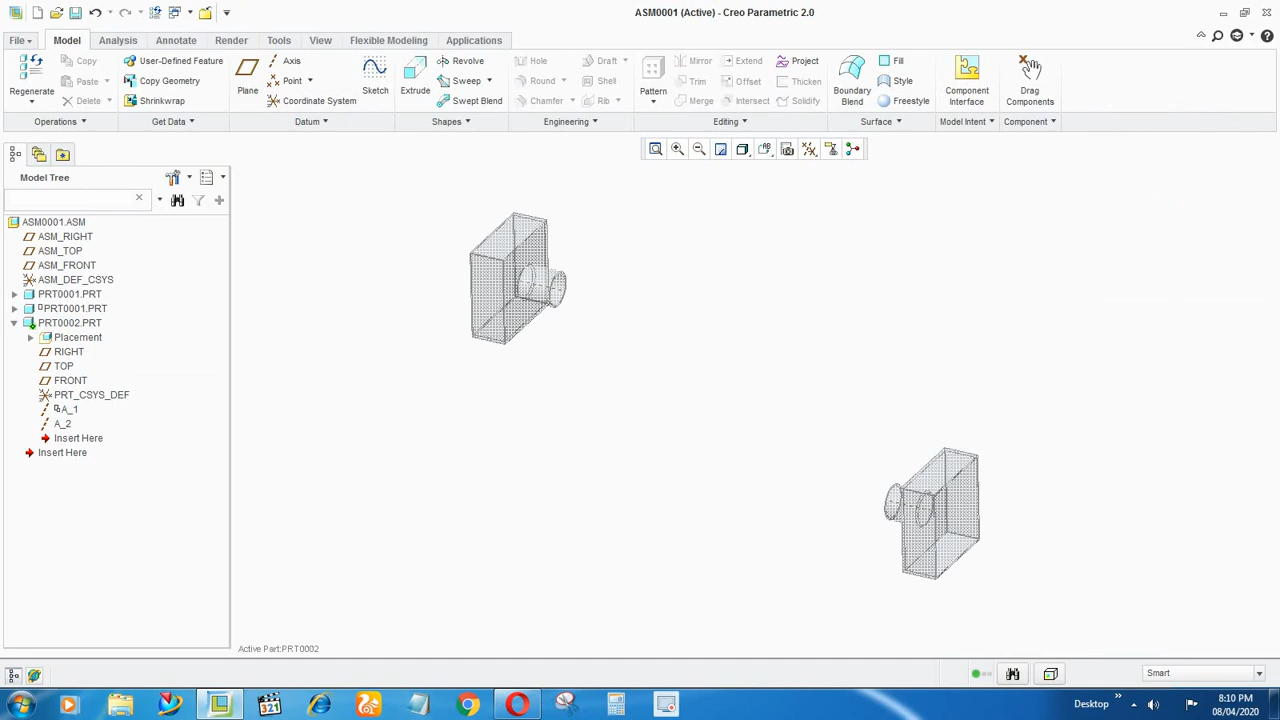 ASM0001 (Active) - Creo Parametric 2.0
File Model Analysis Annotate Render Tools View Flexible Modeling Applications
Regenerate
Copy
Paste
Delete
Operations
User-Defined Feature
Copy Geometry
Shrinkwrap
Get Data
Plane
Axis
Point
Coordinate System
Datum
Sketch
Extrude
Revolve
Sweep
Swept Blend
Shapes
Hole
Round
Chamfer
Draft
Shell
Rib
Engineering
Pattern
Mirror
Trim
Merge
Extend
Offset
Intersect
Project
Thicken
Solidify
Editing
Boundary
Blend
Fill
Style
Freestyle
Surface
Component
Interface
Model Intent
Drag
Components
Component
Model Tree
ASM0001.ASM
ASM_RIGHT
ASM_TOP
ASM_FRONT
ASM_DEF_CSYS
PRT0001.PRT
PRT0001.PRT
PRT0002.PRT
Placement
RIGHT
TOP
FRONT
PRT_CSYS_DEF
A_1
A_2
Insert Here
Insert Here
Active Part:PRT0002
Smart
321
Desktop
8:10 PM
08/04/2020